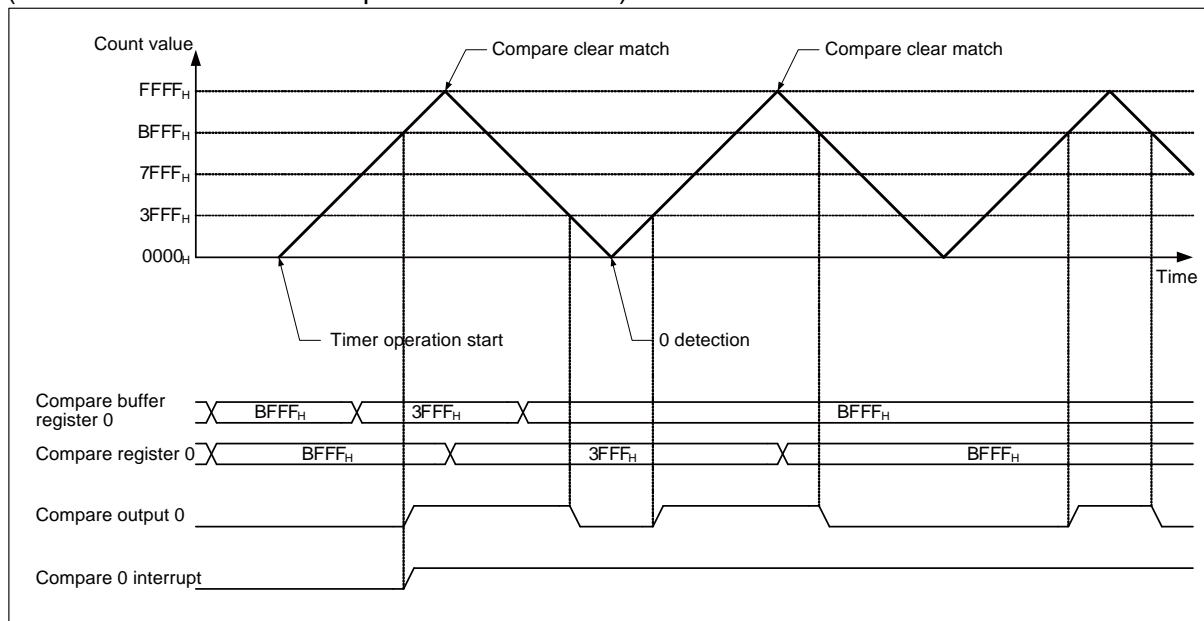 Count value
Compare clear match
Compare clear match
FFFFH
BFFFH
7FFFH
3FFFH
0000H
Time
Timer operation start
0 detection
Compare buffer
register 0
BFFFH
3FFFH
BFFFH
Compare register 0
BFFFH
3FFFH
BFFFH
Compare output 0
Compare 0 interrupt